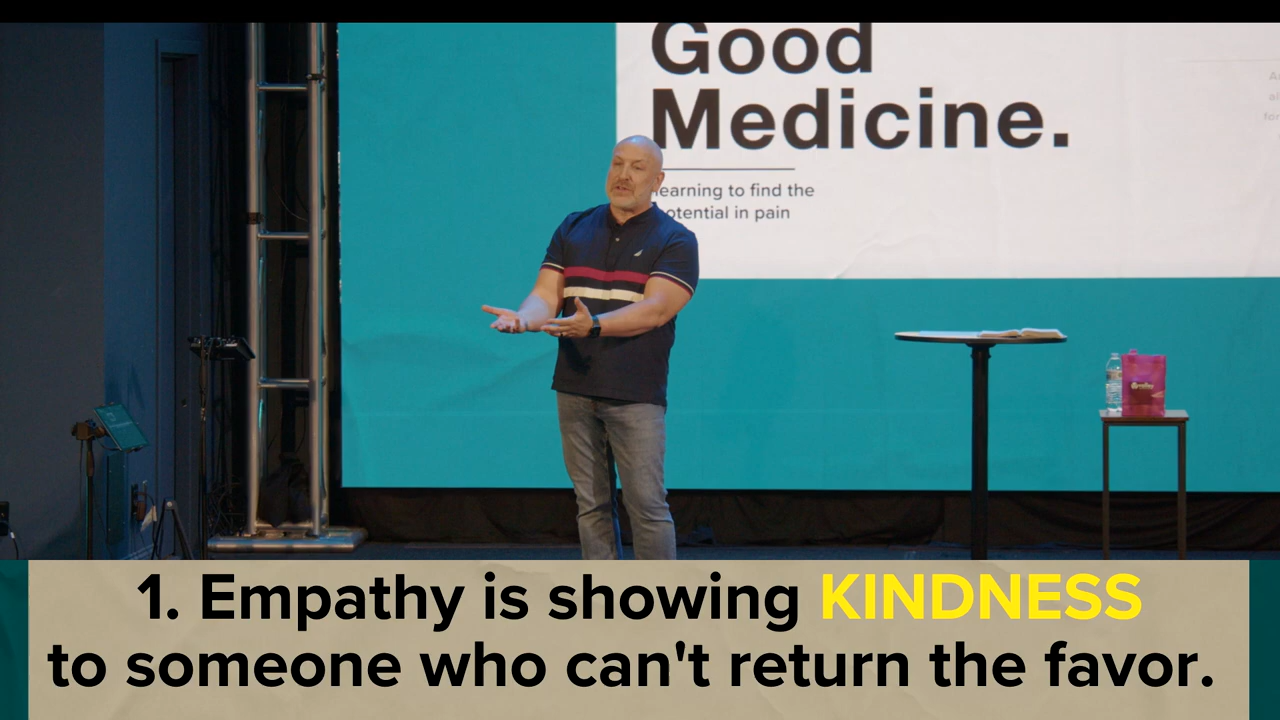 Good
Medicine.
earning to find the
otential in pain
1. Empathy is showing KINDNESS
to someone who can't return the favor.